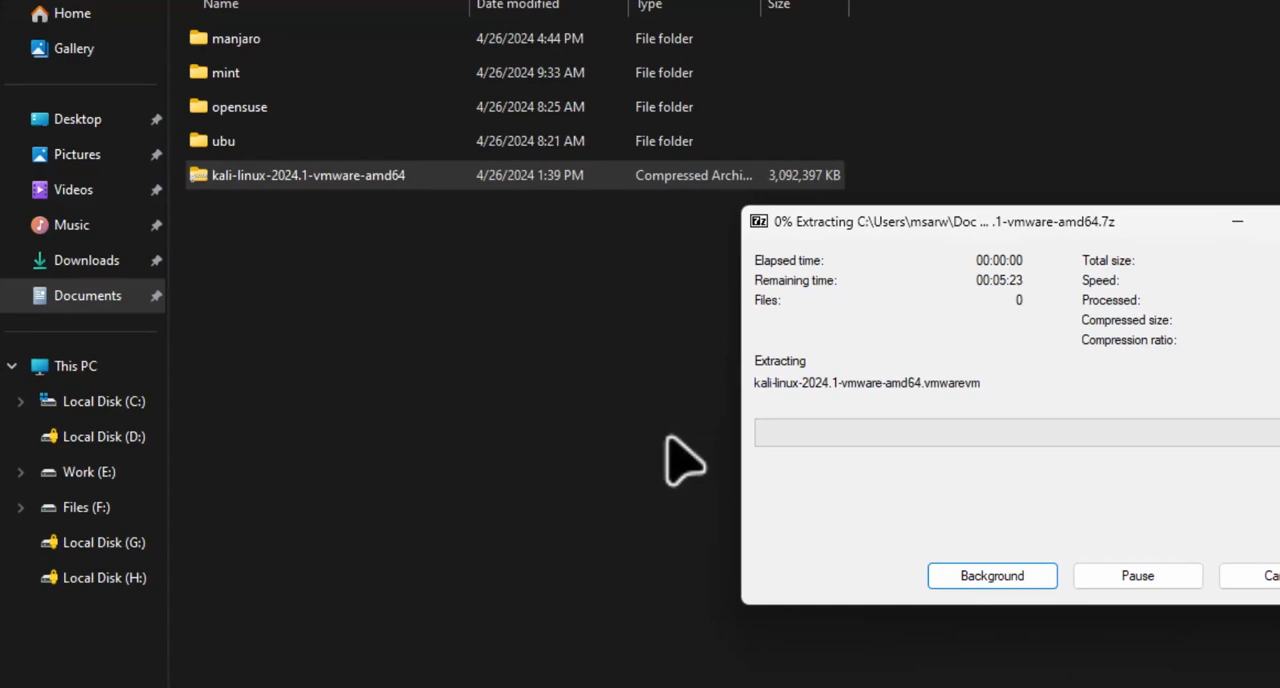 Name Date modified Type Size
Home
Gallery
Desktop
Pictures
Videos
Music
Downloads
Documents
This PC
Local Disk (C:)
Local Disk (D:)
Work (E:)
Files (F:)
Local Disk (G:)
Local Disk (H:)
manjaro 4/26/2024 4:44 PM File folder
mint 4/26/2024 9:33 AM File folder
opensuse 4/26/2024 8:25 AM File folder
ubu 4/26/2024 8:21 AM File folder
kali-linux-2024.1-vmware-amd64 4/26/2024 1:39 PM Compressed Archi... 3,092,397 KB
7z 0% Extracting C:\Users\msarw\Doc ... .1-vmware-amd64.7z
Elapsed time: 00:00:00 Total size:
Remaining time: 00:05:23 Speed:
Files: 0 Processed:
Compressed size:
Compression ratio:
Extracting
kali-linux-2024.1-vmware-amd64.vmwarevm
Background Pause Ca